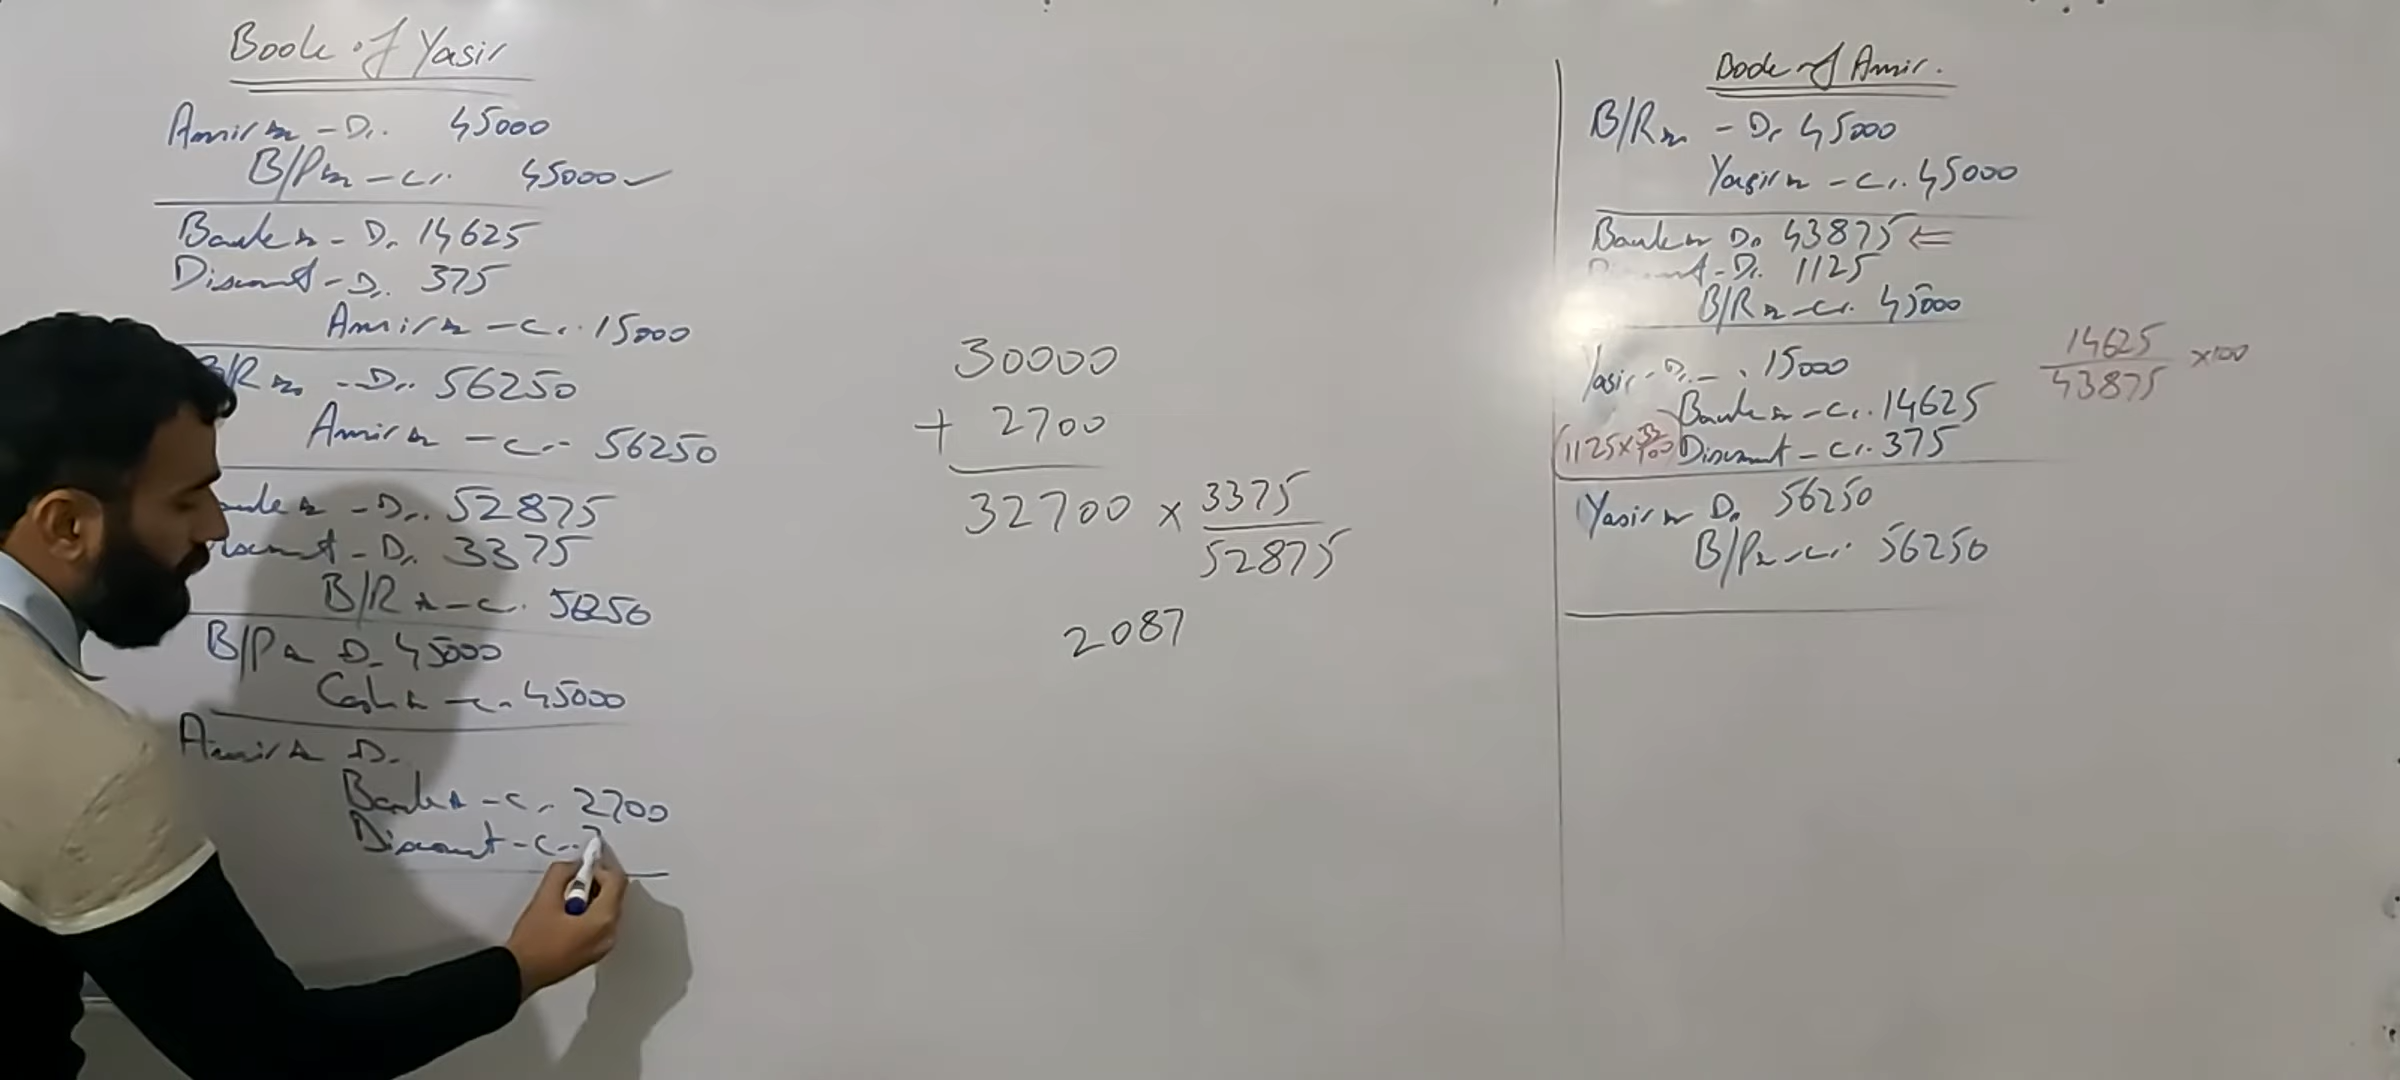 Book of Yasir
Amir - Dr. 45000
B/P - Cr. 45000
Bank - Dr. 14625
Discount - Dr. 375
Amir - Cr. 15000
B/R - Dr. 56250
Amir - Cr. 56250
- Dr. 52875
- Dr. 3375
B/R - Cr. 56250
B/P Dr. 45000
Cash - Cr. 45000
Amir Dr.
Bank - Cr. 2700
Discount - Cr.
30000
+ 2700
32700 × 3375
52875
2087
Book of Amir.
B/R - Dr 45000
Yasir - Cr. 45000
Bank Dr. 43875 ⇐
- Dr. 1125
B/R - Cr. 45000
Yasir - Dr. - 15000
Bank - Cr. 14625
1125 × 33/100 Discount - Cr. 375
14625
43875 × 100
Yasir Dr. 56250
B/P - Cr. 56250